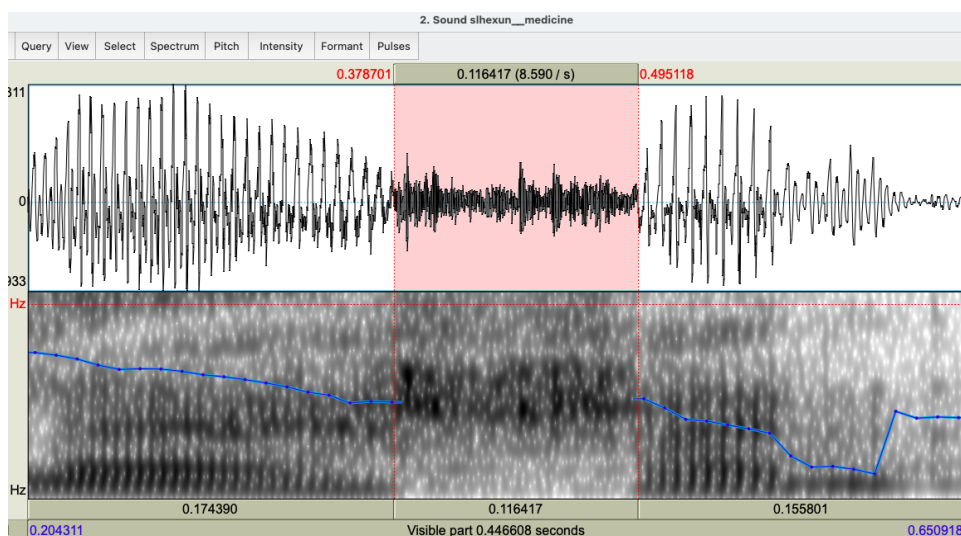 2. Sound slhexun__medicine
Query View Select Spectrum Pitch Intensity Formant Pulses
0.378701 0.116417 (8.590 / s) 0.495118
0
Hz
Hz
0.174390 0.116417 0.155801
0.204311 Visible part 0.446608 seconds 0.650918